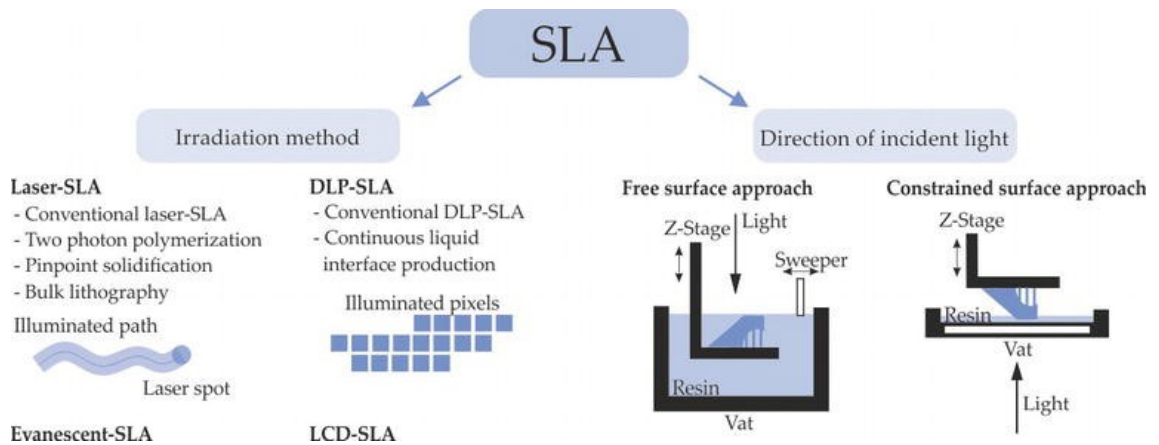 SLA
Irradiation method
Direction of incident light
Laser-SLA
- Conventional laser-SLA
- Two photon polymerization
- Pinpoint solidification
- Bulk lithography
Illuminated path
Laser spot
Evanescent-SLA
DLP-SLA
- Conventional DLP-SLA
- Continuous liquid
interface production
Illuminated pixels
LCD-SLA
Free surface approach
Z-Stage
Light
Sweeper
Resin
Vat
Constrained surface approach
Z-Stage
Resin
Vat
Light